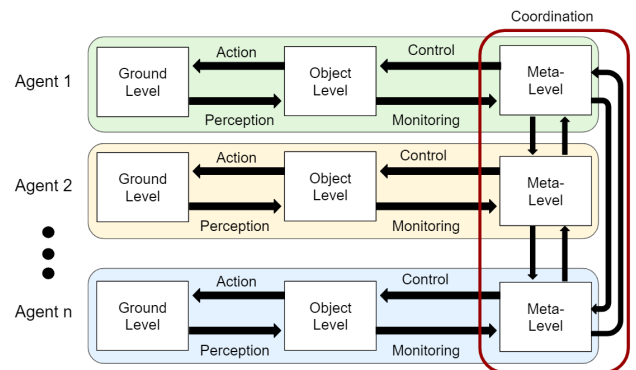 Coordination
Agent 1
Ground
Level
Action
Perception
Object
Level
Control
Monitoring
Meta-
Level
Agent 2
Ground
Level
Action
Perception
Object
Level
Control
Monitoring
Meta-
Level
Agent n
Ground
Level
Action
Perception
Object
Level
Control
Monitoring
Meta-
Level